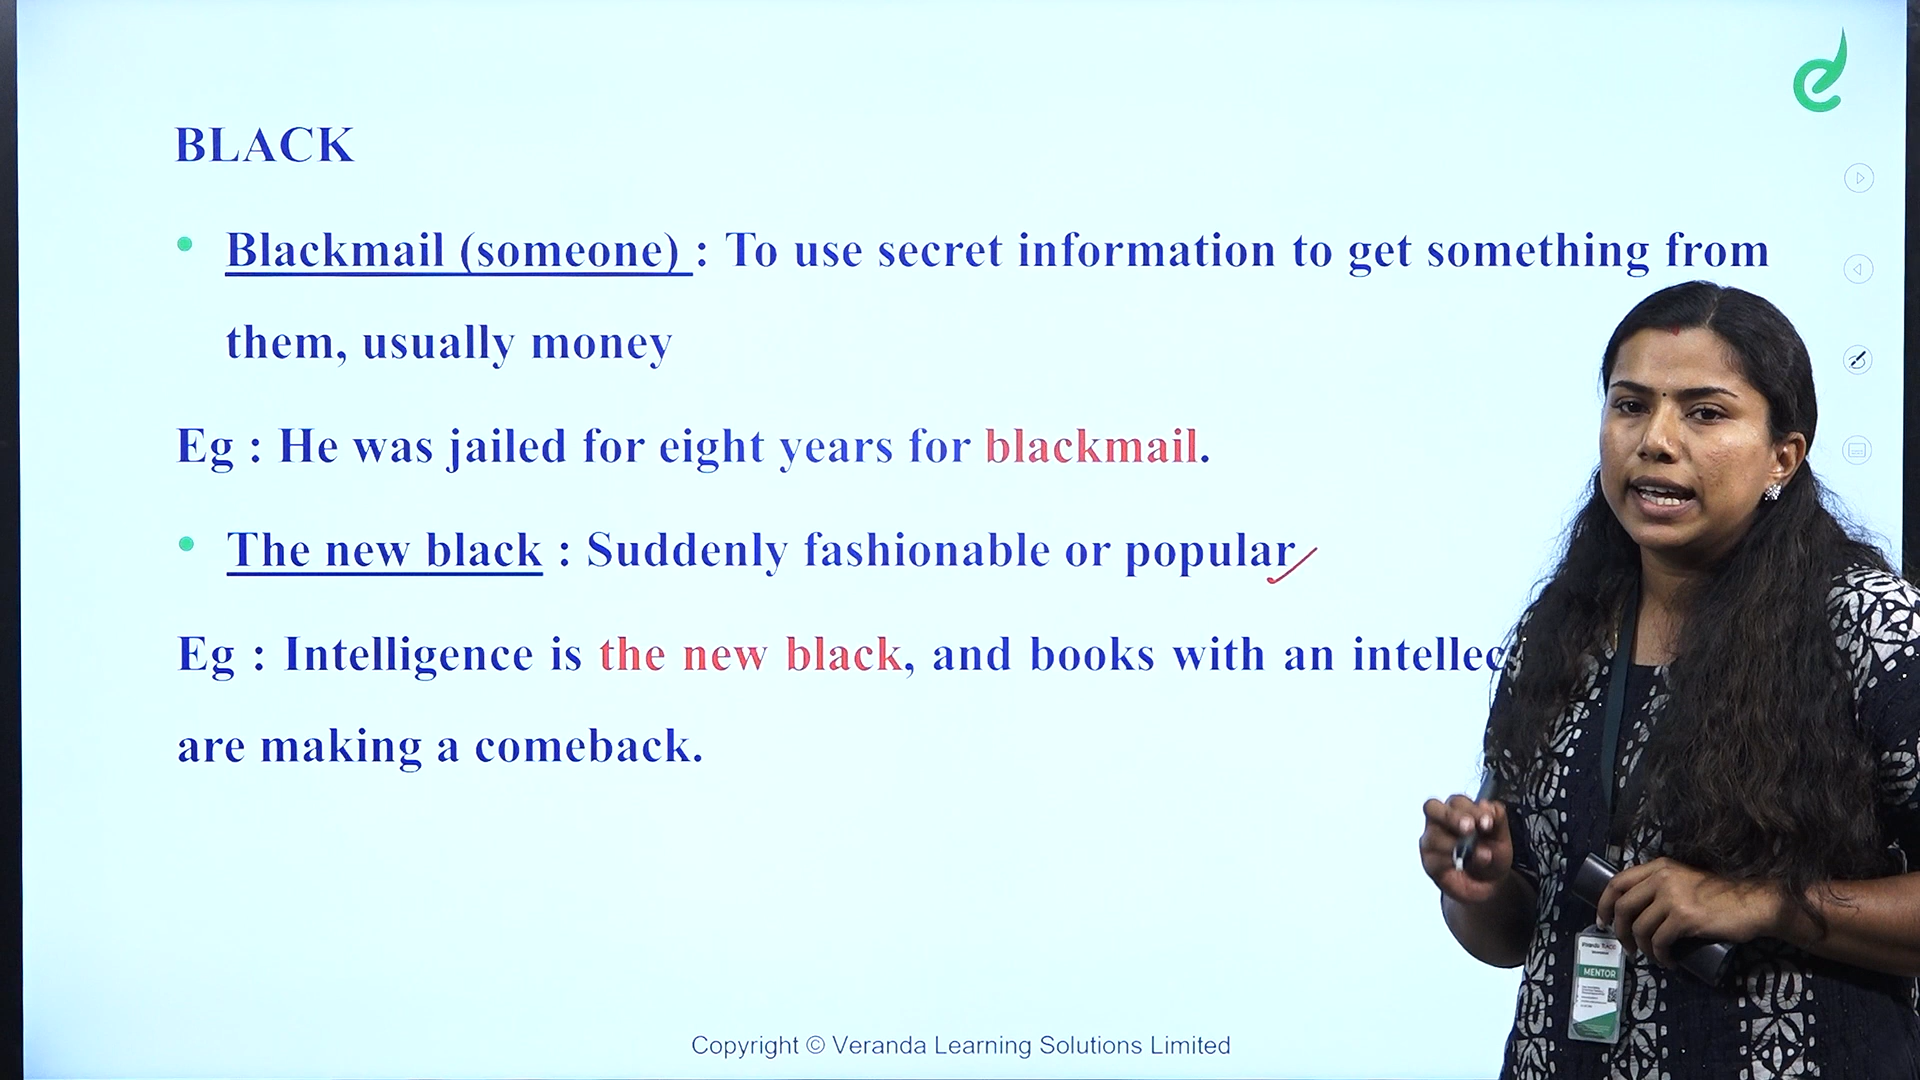 BLACK
Blackmail (someone) : To use secret information to get something from
them, usually money
Eg : He was jailed for eight years for blackmail.
The new black : Suddenly fashionable or popular
Eg : Intelligence is the new black, and books with an
are making a comeback.
MENTOR
Copyright © Veranda Learning Solutions Limited